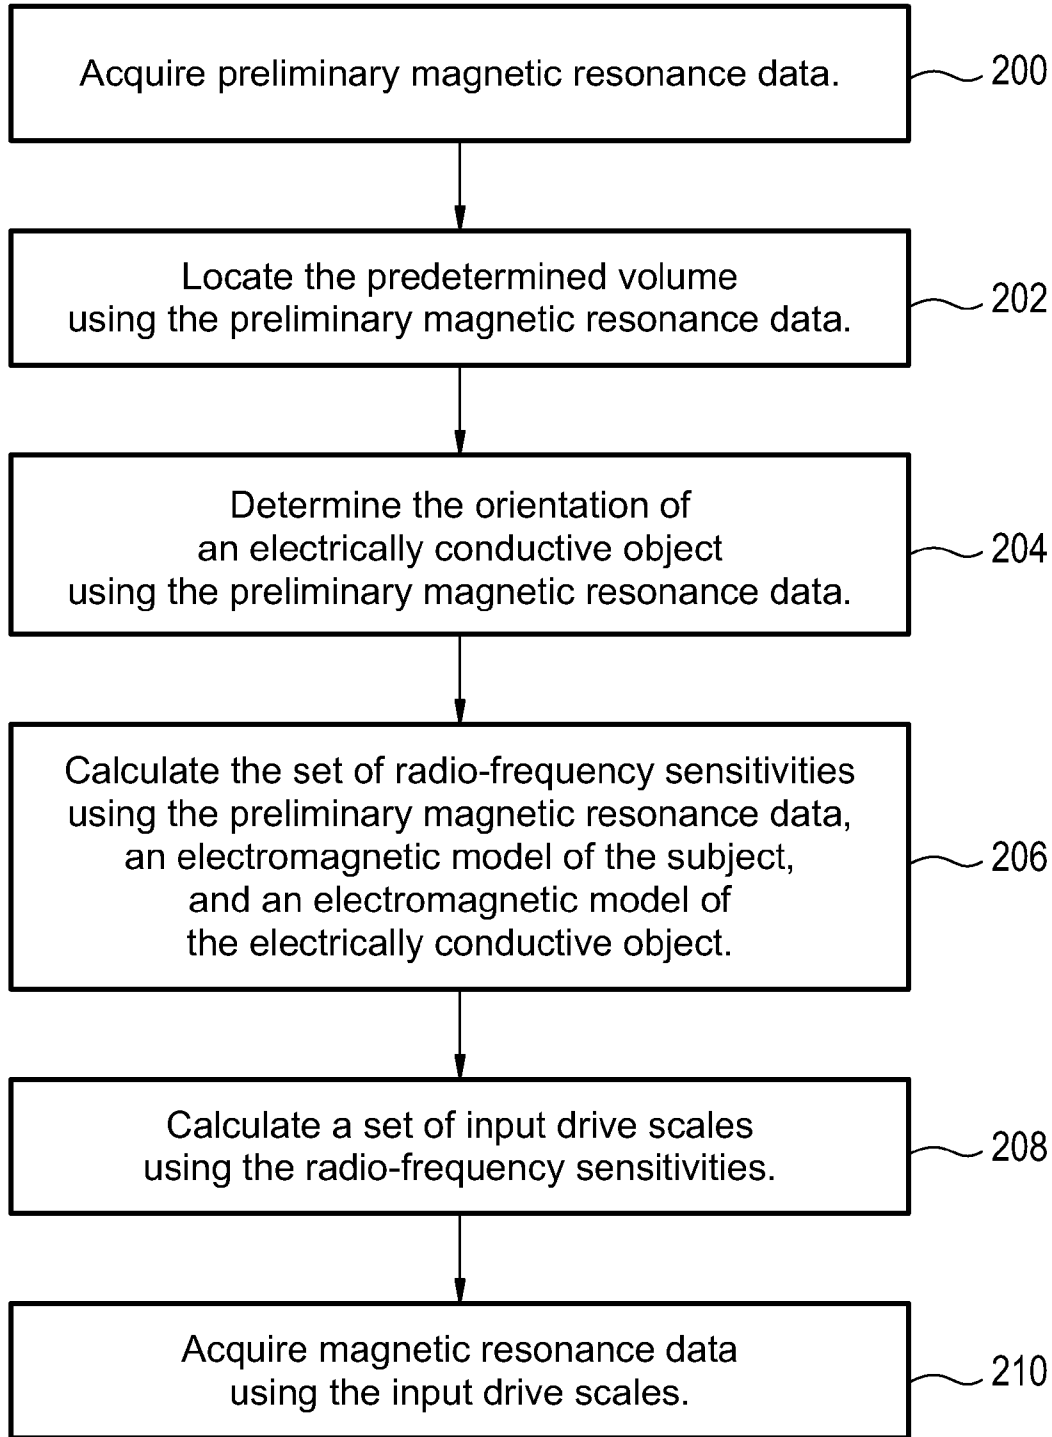 Acquire preliminary magnetic resonance data.
200
Locate the predetermined volume
using the preliminary magnetic resonance data.
202
Determine the orientation of
an electrically conductive object
using the preliminary magnetic resonance data.
204
Calculate the set of radio-frequency sensitivities
using the preliminary magnetic resonance data,
an electromagnetic model of the subject,
and an electromagnetic model of
the electrically conductive object.
206
Calculate a set of input drive scales
using the radio-frequency sensitivities.
208
Acquire magnetic resonance data
using the input drive scales.
210